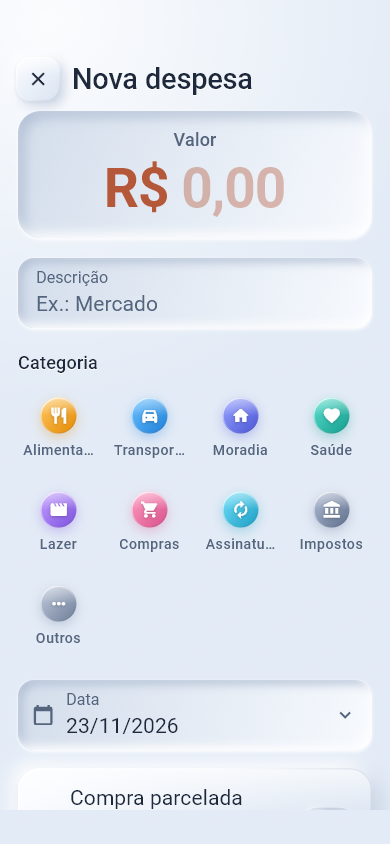 Nova despesa
Valor
R$ 0,00
Descrição
Ex.: Mercado
Categoria
Alimenta…
Transpor…
Moradia
Saúde
Lazer
Compras
Assinatu…
Impostos
Outros
Data
23/11/2026
Compra parcelada